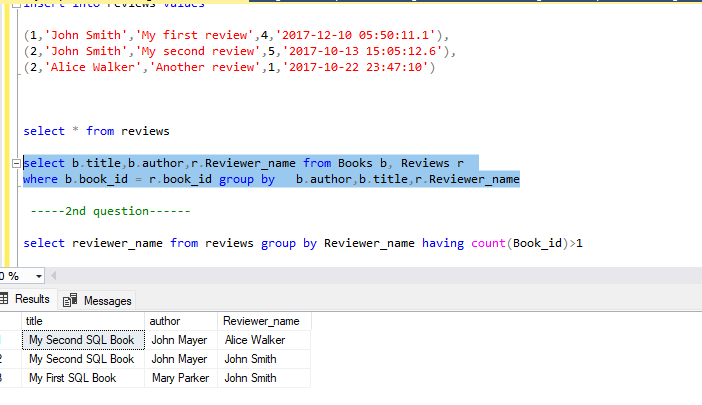 insert into reviews values
(1,'John Smith','My first review',4,'2017-12-10 05:50:11.1'),
(2,'John Smith','My second review',5,'2017-10-13 15:05:12.6'),
(2,'Alice Walker','Another review',1,'2017-10-22 23:47:10')
select * from reviews
select b.title,b.author,r.Reviewer_name from Books b, Reviews r
where b.book_id = r.book_id group by   b.author,b.title,r.Reviewer_name
-----2nd question------
select reviewer_name from reviews group by Reviewer_name having count(Book_id)>1
0 %
Results Messages
title author Reviewer_name
My Second SQL Book John Mayer Alice Walker
2 My Second SQL Book John Mayer John Smith
3 My First SQL Book Mary Parker John Smith